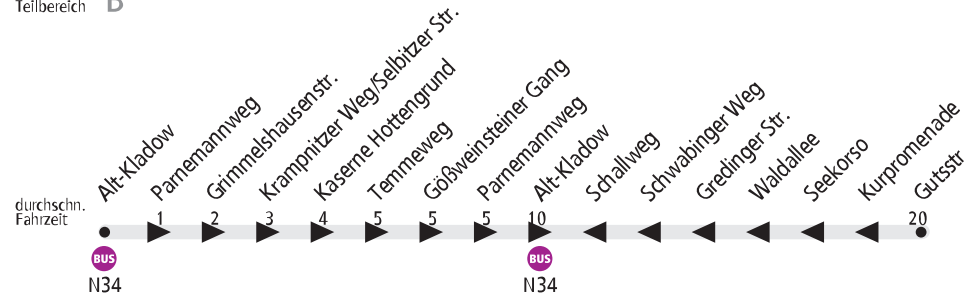 Teilbereich B
Alt-Kladow
Parnemannweg
Grimmelshausenstr.
Krampnitzer Weg/Selbitzer Str.
Kaserne Hottengrund
Temmeweg
Gößweinsteiner Gang
Parnemannweg
Alt-Kladow
Schallweg
Schwabinger Weg
Gredinger Str.
Waldallee
Seekorso
Kurpromenade
Gutsstr
durchschn.
Fahrzeit 1 2 3 4 5 5 5 10 20
BUS BUS
N34 N34